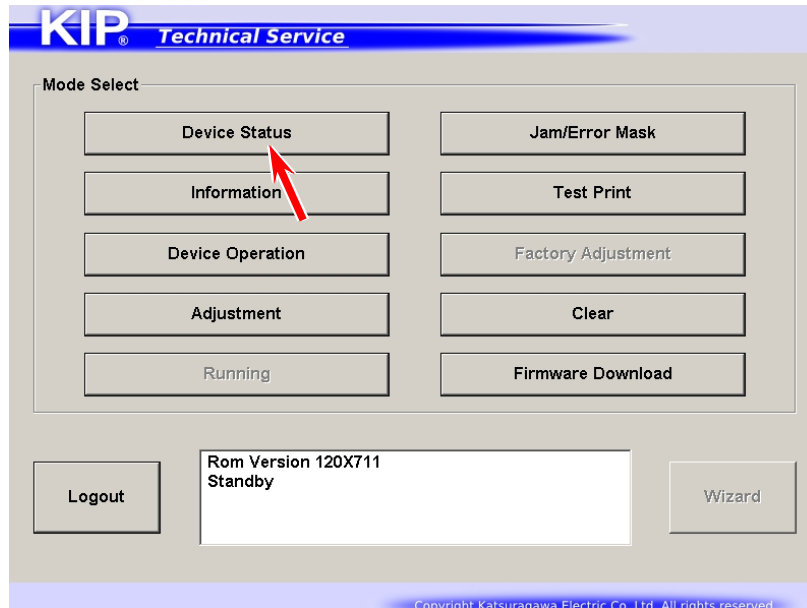 KIP® Technical Service
Mode Select
Device Status
Jam/Error Mask
Information
Test Print
Device Operation
Factory Adjustment
Adjustment
Clear
Running
Firmware Download
Logout
Rom Version 120X711
Standby
Wizard
Copyright Katsuragawa Electric Co.,Ltd. All rights reserved.